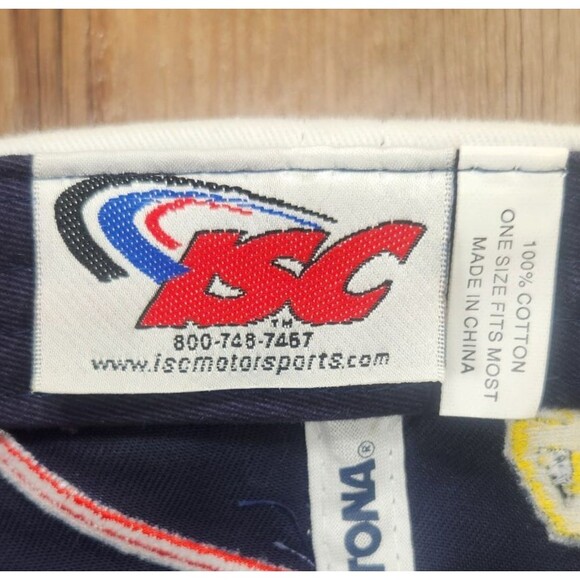 ISC
TM
800-748-7467
www.iscmotorsports.com
100% COTTON
ONE SIZE FITS MOST
MADE IN CHINA
TONA®